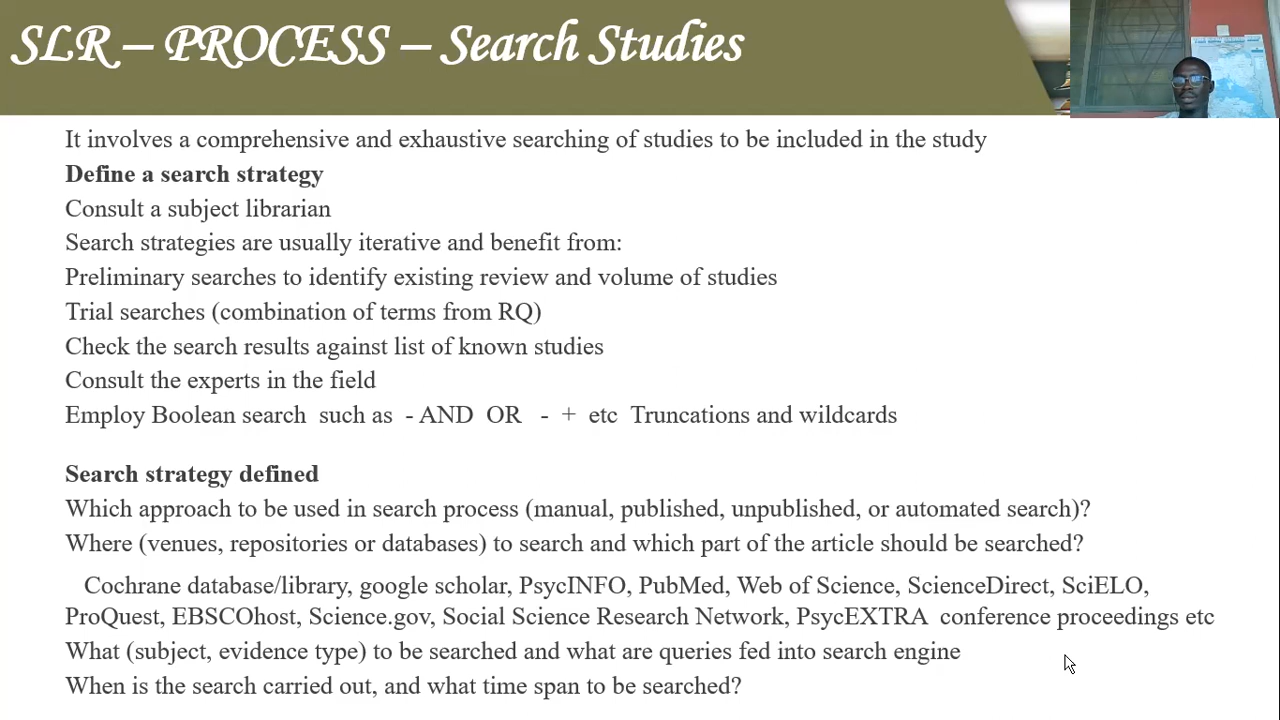 SLR – PROCESS – Search Studies
It involves a comprehensive and exhaustive searching of studies to be included in the study
Define a search strategy
Consult a subject librarian
Search strategies are usually iterative and benefit from:
Preliminary searches to identify existing review and volume of studies
Trial searches (combination of terms from RQ)
Check the search results against list of known studies
Consult the experts in the field
Employ Boolean search such as - AND OR - + etc Truncations and wildcards
Search strategy defined
Which approach to be used in search process (manual, published, unpublished, or automated search)?
Where (venues, repositories or databases) to search and which part of the article should be searched?
Cochrane database/library, google scholar, PsycINFO, PubMed, Web of Science, ScienceDirect, SciELO,
ProQuest, EBSCOhost, Science.gov, Social Science Research Network, PsycEXTRA conference proceedings etc
What (subject, evidence type) to be searched and what are queries fed into search engine
When is the search carried out, and what time span to be searched?